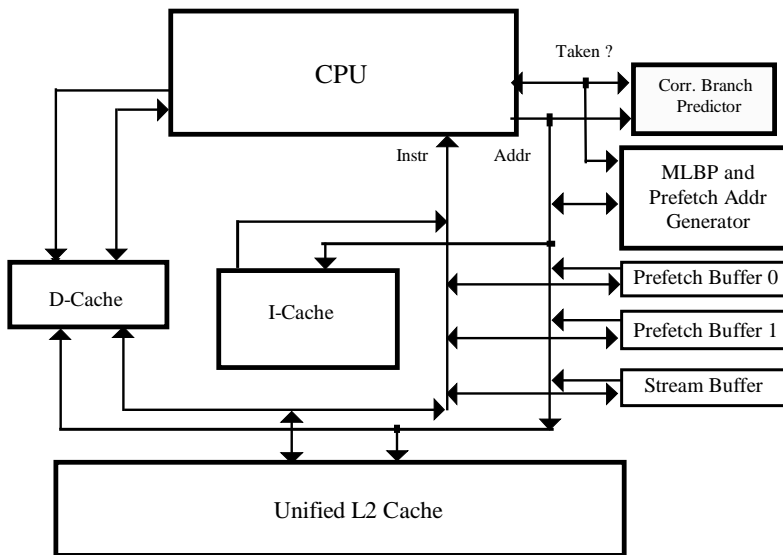 Taken ?
CPU
Corr. Branch
Predictor
Instr
Addr
MLBP and
Prefetch Addr
Generator
D-Cache
I-Cache
Prefetch Buffer 0
Prefetch Buffer 1
Stream Buffer
Unified L2 Cache